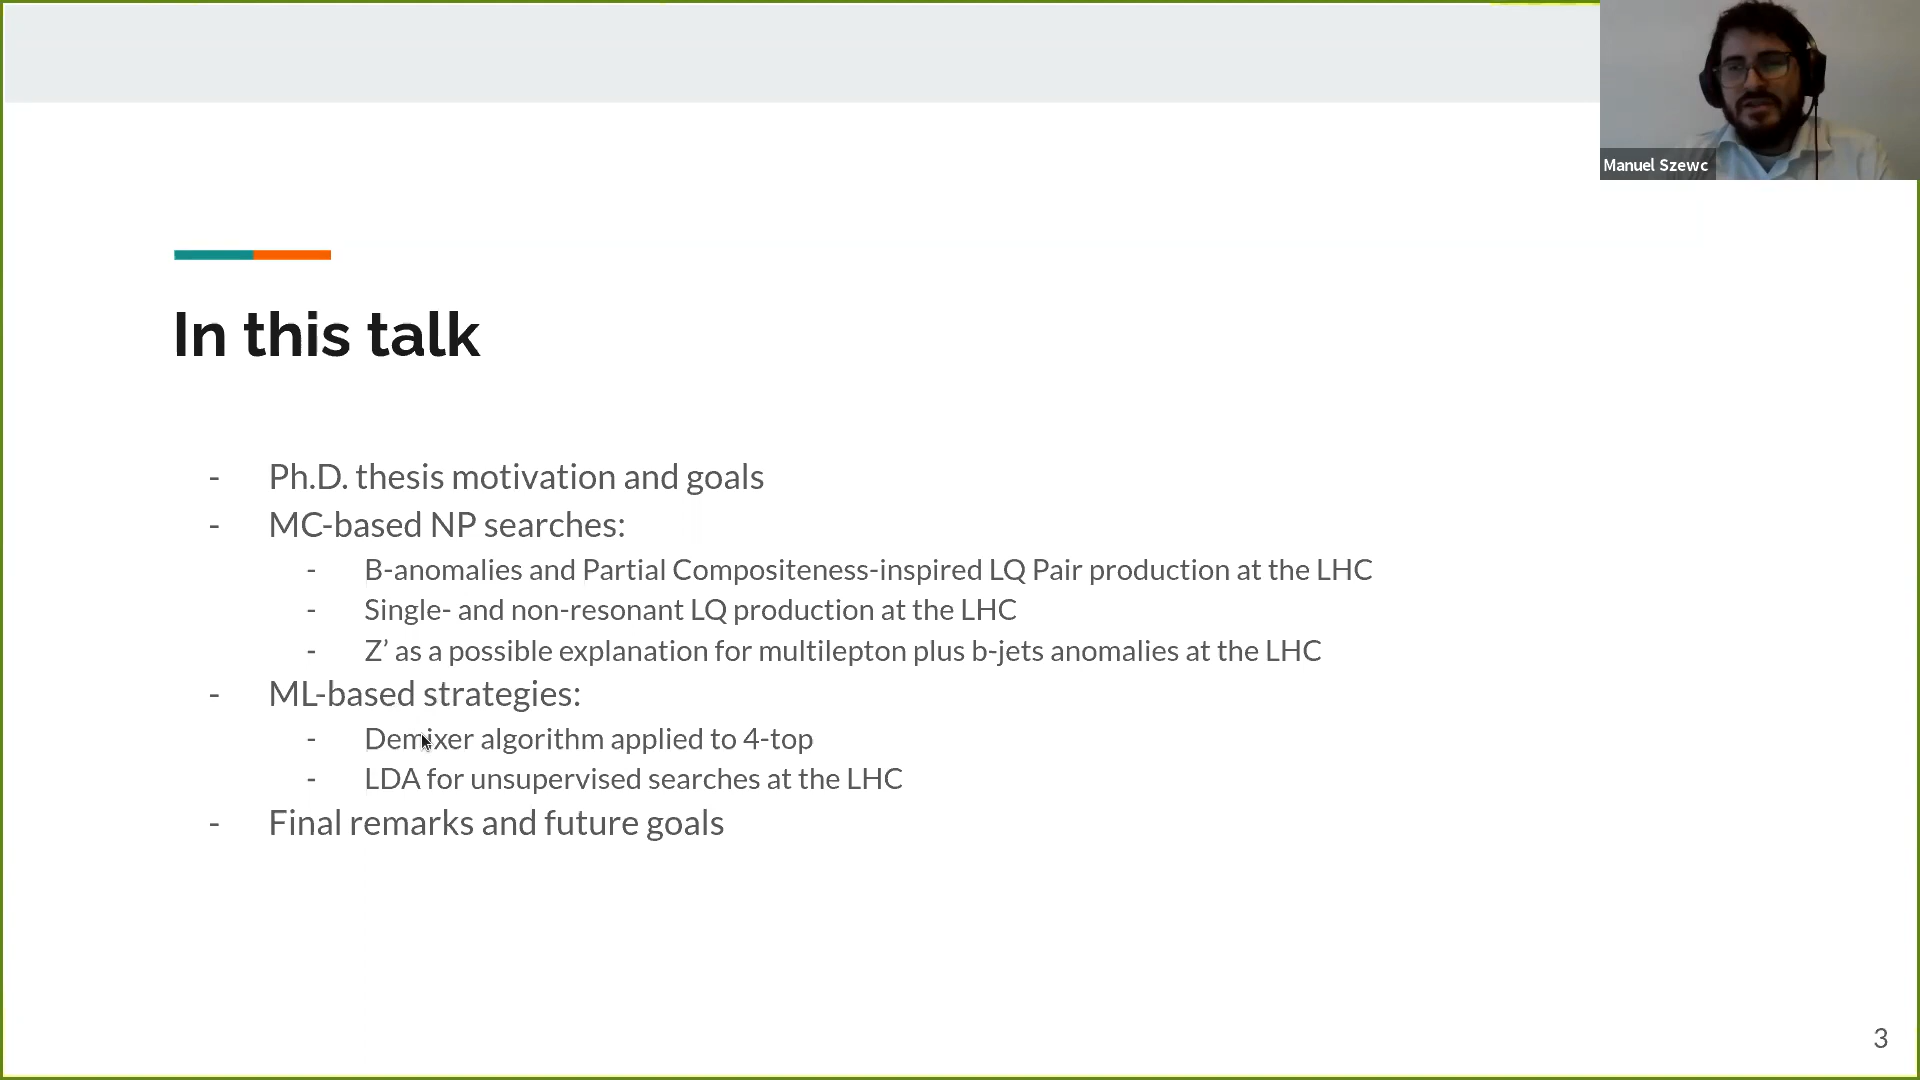 Manuel Szewc
In this talk
- Ph.D. thesis motivation and goals
- MC-based NP searches:
- B-anomalies and Partial Compositeness-inspired LQ Pair production at the LHC
- Single- and non-resonant LQ production at the LHC
- Z’ as a possible explanation for multilepton plus b-jets anomalies at the LHC
- ML-based strategies:
- Demixer algorithm applied to 4-top
- LDA for unsupervised searches at the LHC
- Final remarks and future goals
3